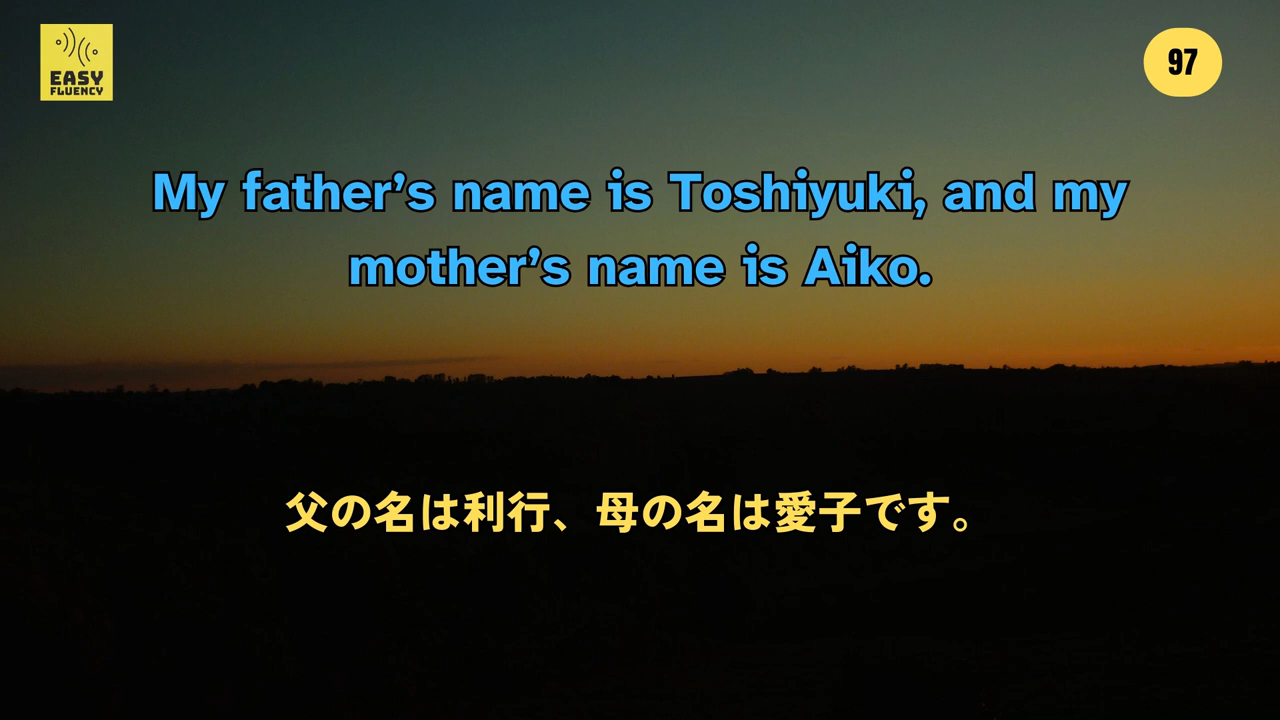 EASY
FLUENCY
97
My father’s name is Toshiyuki, and my
mother’s name is Aiko.
父の名は利行、母の名は愛子です。